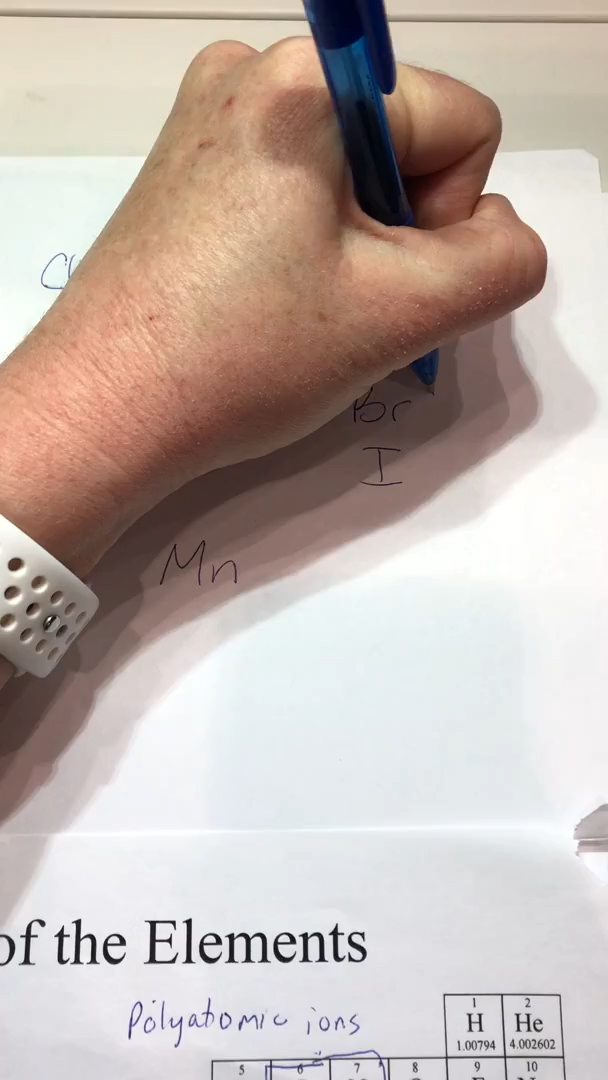 Br
I
Mn
of the Elements
Polyatomic ions
1 2
H He
1.00794 4.002602
5 6 7 8 9 10